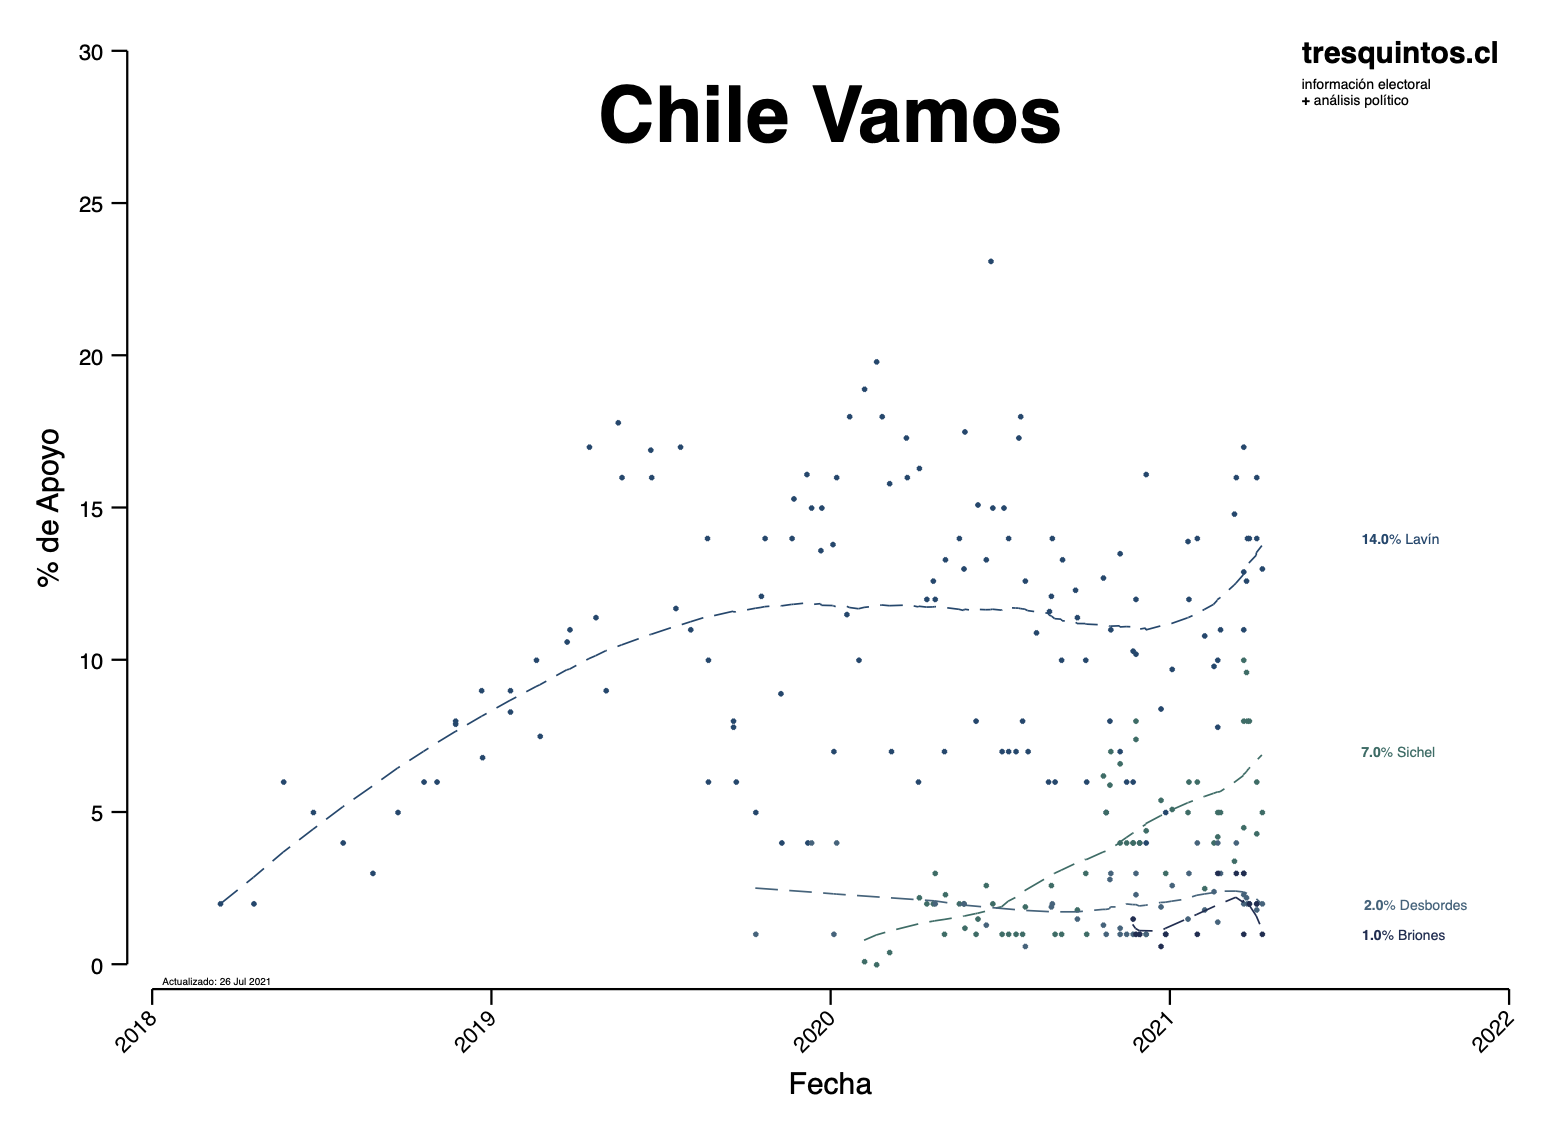 Chile Vamos
tresquintos.cl
información electoral
+ análisis político
% de Apoyo
30
25
20
15
10
5
0
14.0% Lavín
7.0% Sichel
2.0% Desbordes
1.0% Briones
Actualizado: 26 Jul 2021
2018
2019
2020
2021
2022
Fecha